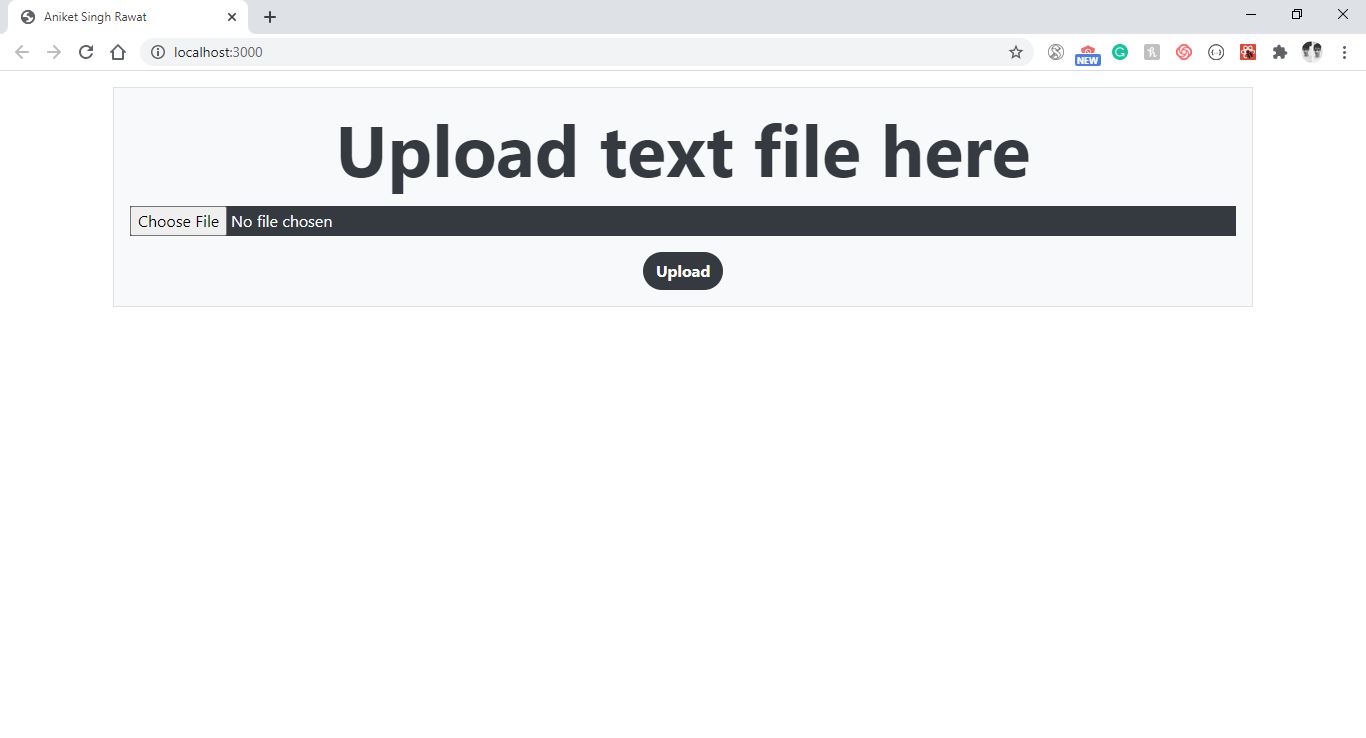 Aniket Singh Rawat
localhost:3000
NEW
Upload text file here
Choose File No file chosen
Upload